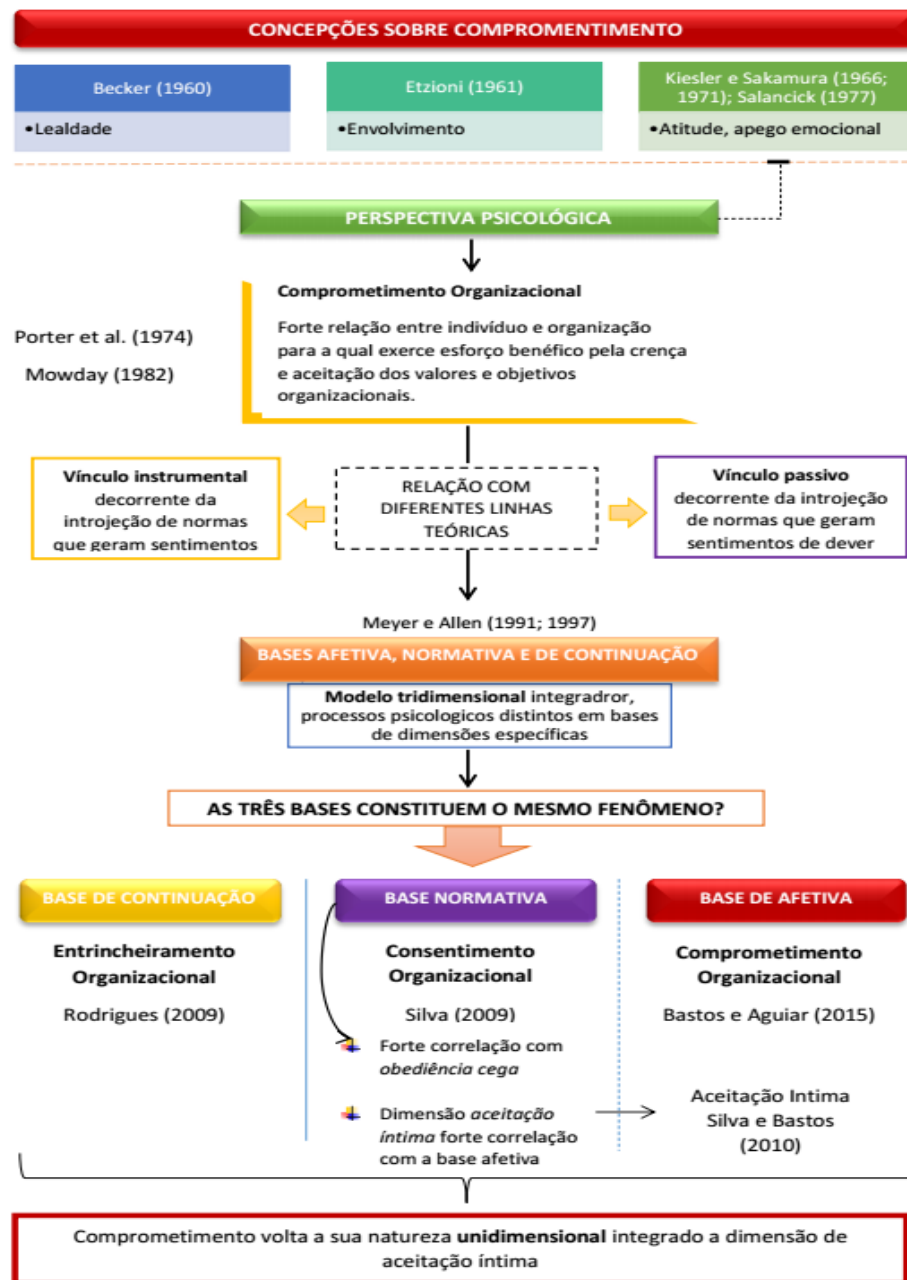 CONCEPÇÕES SOBRE COMPROMENTIMENTO
Becker (1960)
•Lealdade
Etzioni (1961)
•Envolvimento
Kiesler e Sakamura (1966;
1971); Salancick (1977)
•Atitude, apego emocional
PERSPECTIVA PSICOLÓGICA
Porter et al. (1974)
Mowday (1982)
Comprometimento Organizacional
Forte relação entre indivíduo e organização
para a qual exerce esforço benéfico pela crença
e aceitação dos valores e objetivos
organizacionais.
Vínculo instrumental
decorrente da
introjeção de normas
que geram sentimentos
RELAÇÃO COM
DIFERENTES LINHAS
TEÓRICAS
Vínculo passivo
decorrente da introjeção
de normas que geram
sentimentos de dever
Meyer e Allen (1991; 1997)
BASES AFETIVA, NORMATIVA E DE CONTINUAÇÃO
Modelo tridimensional integradror,
processos psicologicos distintos em bases
de dimensões específicas
AS TRÊS BASES CONSTITUEM O MESMO FENÔMENO?
BASE DE CONTINUAÇÃO
Entrincheiramento
Organizacional
Rodrigues (2009)
BASE NORMATIVA
Consentimento
Organizacional
Silva (2009)
Forte correlação com
obediência cega
Dimensão aceitação
íntima forte correlação
com a base afetiva
BASE DE AFETIVA
Comprometimento
Organizacional
Bastos e Aguiar (2015)
Aceitação Intima
Silva e Bastos
(2010)
Comprometimento volta a sua natureza unidimensional integrado a dimensão de
aceitação íntima